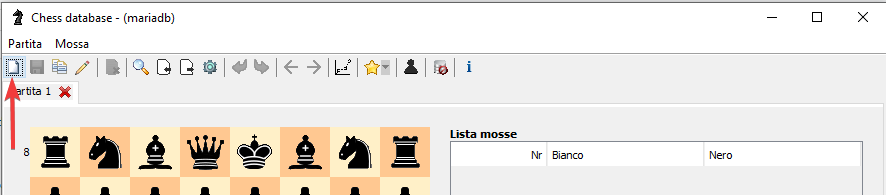 Chess database - (mariadb)
Partita Mossa
i
artita 1
8
Lista mosse
Nr Bianco Nero